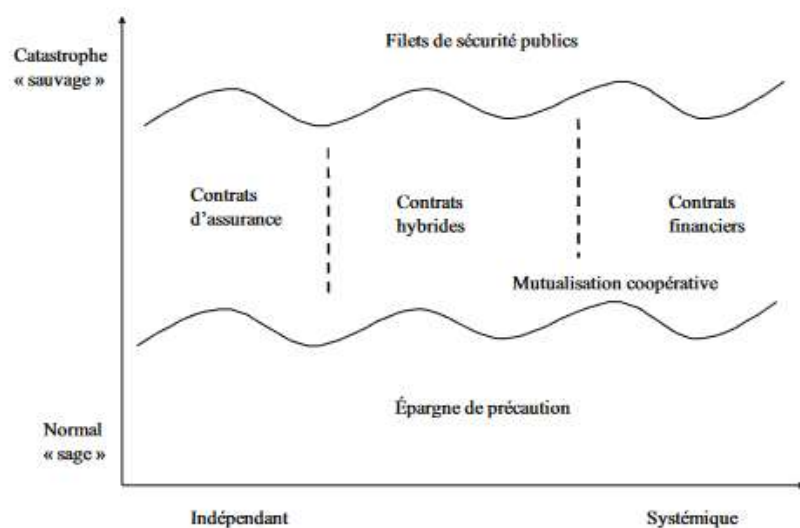 Filets de sécurité publics
Catastrophe
« sauvage »
Contrats
d'assurance
Contrats
hybrides
Contrats
financiers
Mutualisation coopérative
Épargne de précaution
Normal
« sage »
Indépendant
Systémique